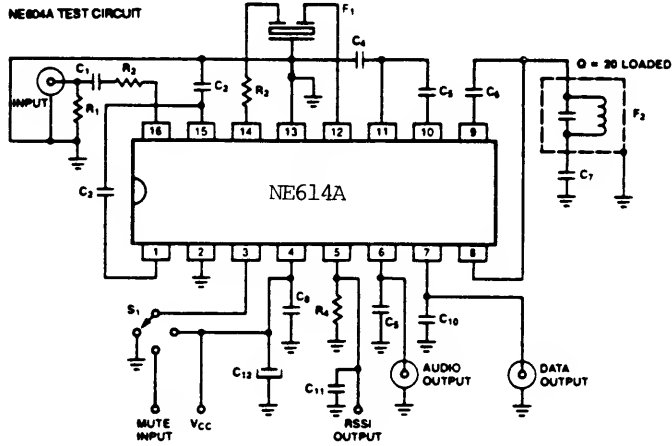 NE604A TEST CIRCUIT
F1
C4
Q = 20 LOADED
C1
R2
C2
R2
C5
C6
F2
INPUT
R1
16
15
14
13
12
11
10
9
C7
C3
NE614A
1
2
3
4
5
6
7
8
S1
C8
R4
C9
C10
C12
C11
AUDIO
OUTPUT
DATA
OUTPUT
MUTE
INPUT
VCC
RSSI
OUTPUT